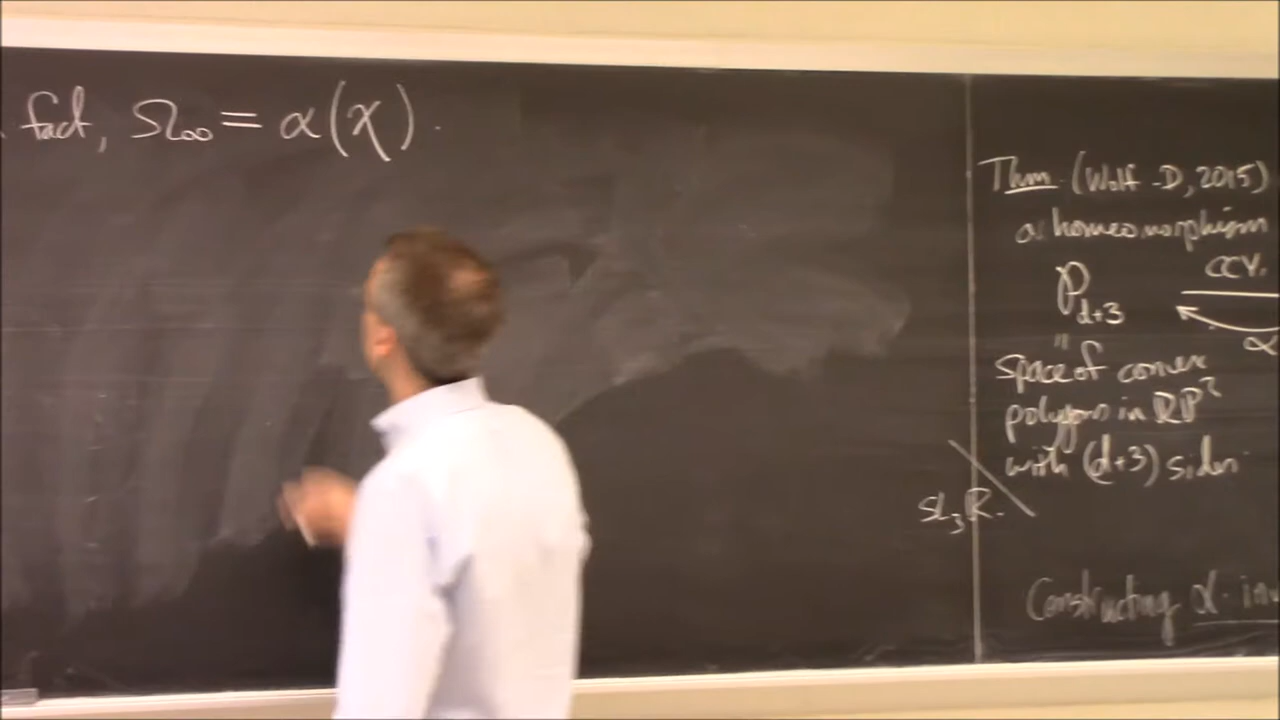 fact, Ω∞ = α(χ).
Thm. (Wolf-D, 2015)
a homeomorphism
P_{d+3}
CCV.
α
"
space of convex
polygons in RP²
with (d+3) sides.
SL₃R.
Constructing α-inv